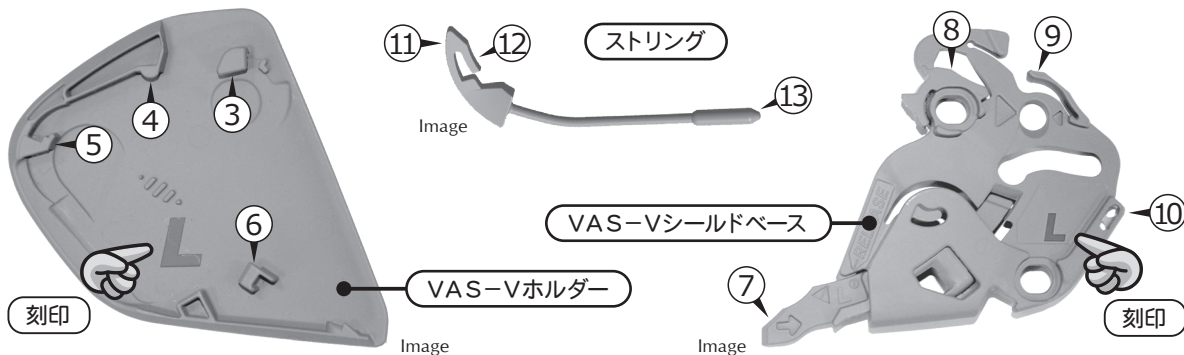 ⑪
⑫
ストリング
⑧
⑨
④
③
Image
⑬
⑤
⑥
VAS-Vシールドベース
RELEASE
L
⑩
L
VAS-Vホルダー
⑦
L
刻印
刻印
Image
Image